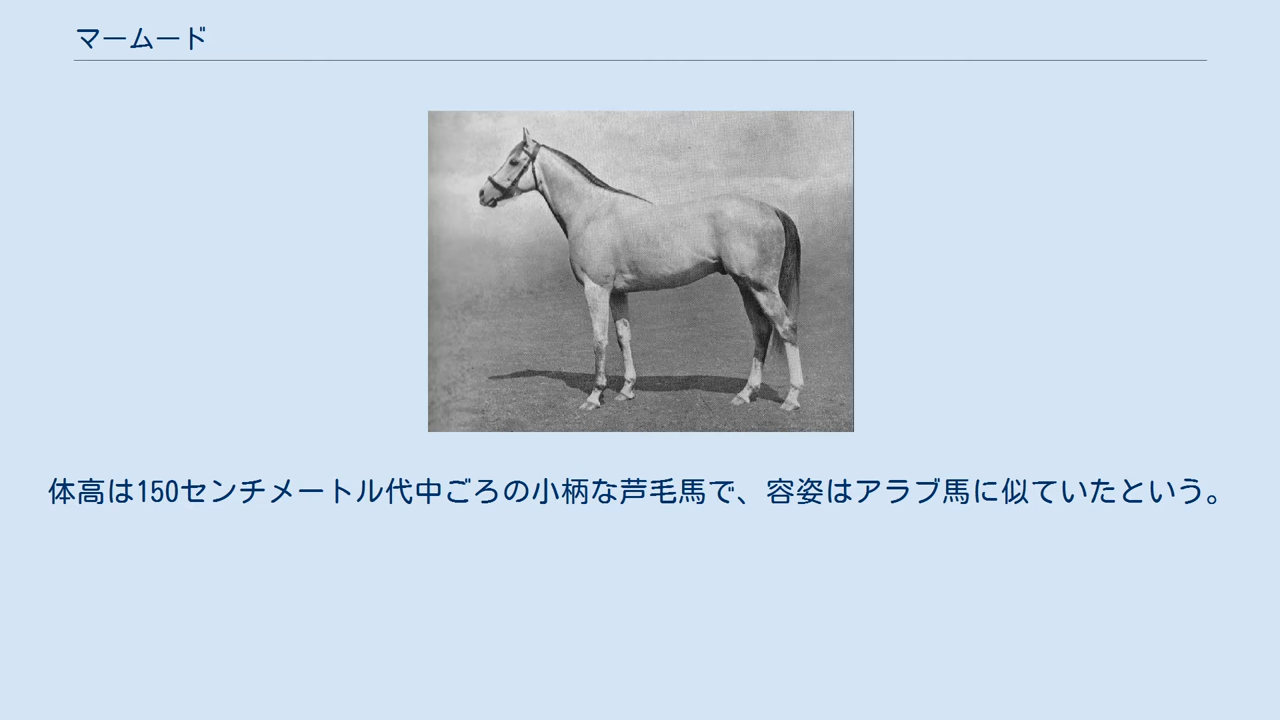 マームード
体高は150センチメートル代中ごろの小柄な芦毛馬で、容姿はアラブ馬に似ていたという。